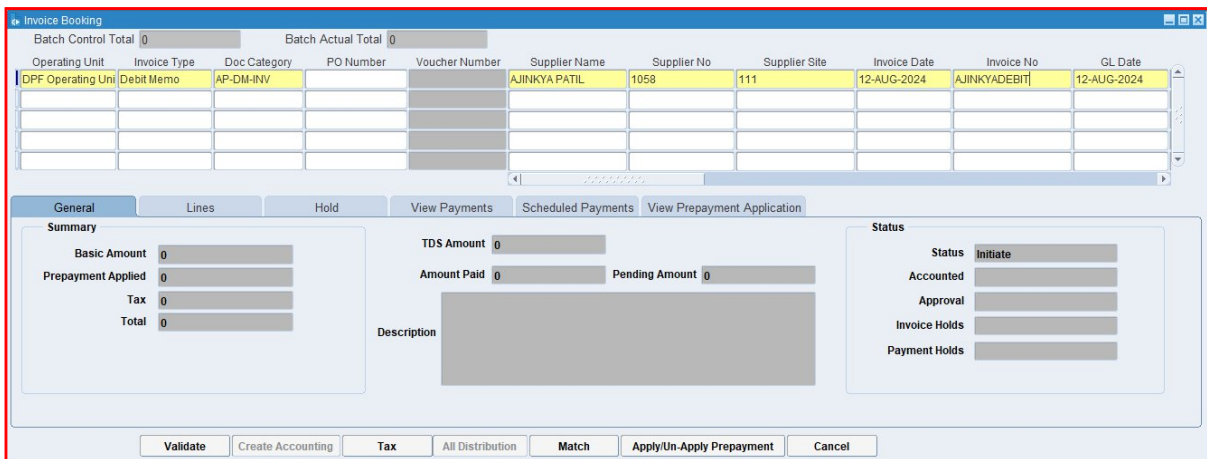 Invoice Booking
Batch Control Total 0 Batch Actual Total 0
Operating Unit Invoice Type Doc Category PO Number Voucher Number Supplier Name Supplier No Supplier Site Invoice Date Invoice No GL Date
DPF Operating Uni Debit Memo AP-DM-INV AJINKYA PATIL 1058 111 12-AUG-2024 AJINKYADEBIT 12-AUG-2024
General Lines Hold View Payments Scheduled Payments View Prepayment Application
Summary Status
Basic Amount 0 TDS Amount 0 Status Initiate
Prepayment Applied 0 Amount Paid 0 Pending Amount 0 Accounted
Tax 0 Approval
Total 0 Description Invoice Holds
Payment Holds
Validate Create Accounting Tax All Distribution Match Apply/Un-Apply Prepayment Cancel